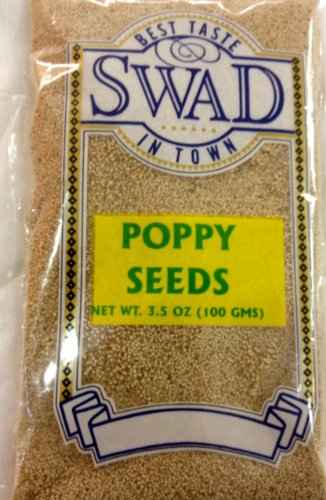 BEST TASTE
SWAD
IN TOWN
POPPY
SEEDS
NET WT. 3.5 OZ (100 GMS)